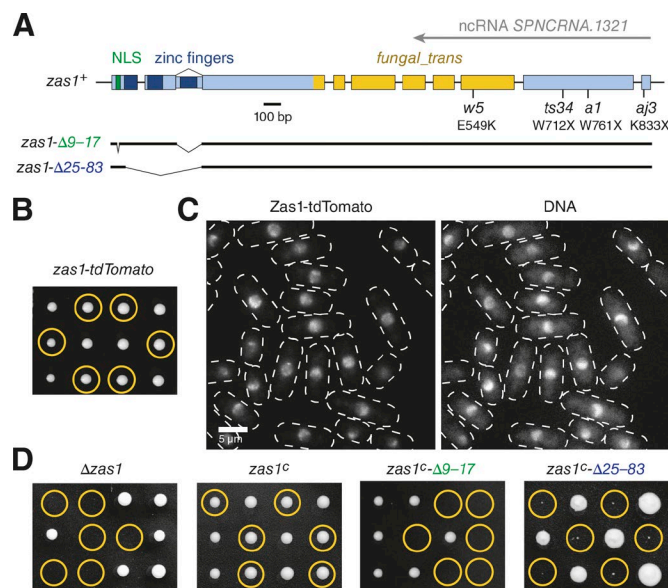 A
ncRNA SPNCRNA.1321
NLS zinc fingers fungal_trans
zas1+
100 bp
w5 ts34 a1 aj3
E549K W712X W761X K833X
zas1-Δ9–17
zas1-Δ25-83
B
zas1-tdTomato
C
Zas1-tdTomato DNA
5 µm
D
Δzas1 zas1ᶜ zas1ᶜ-Δ9–17 zas1ᶜ-Δ25–83